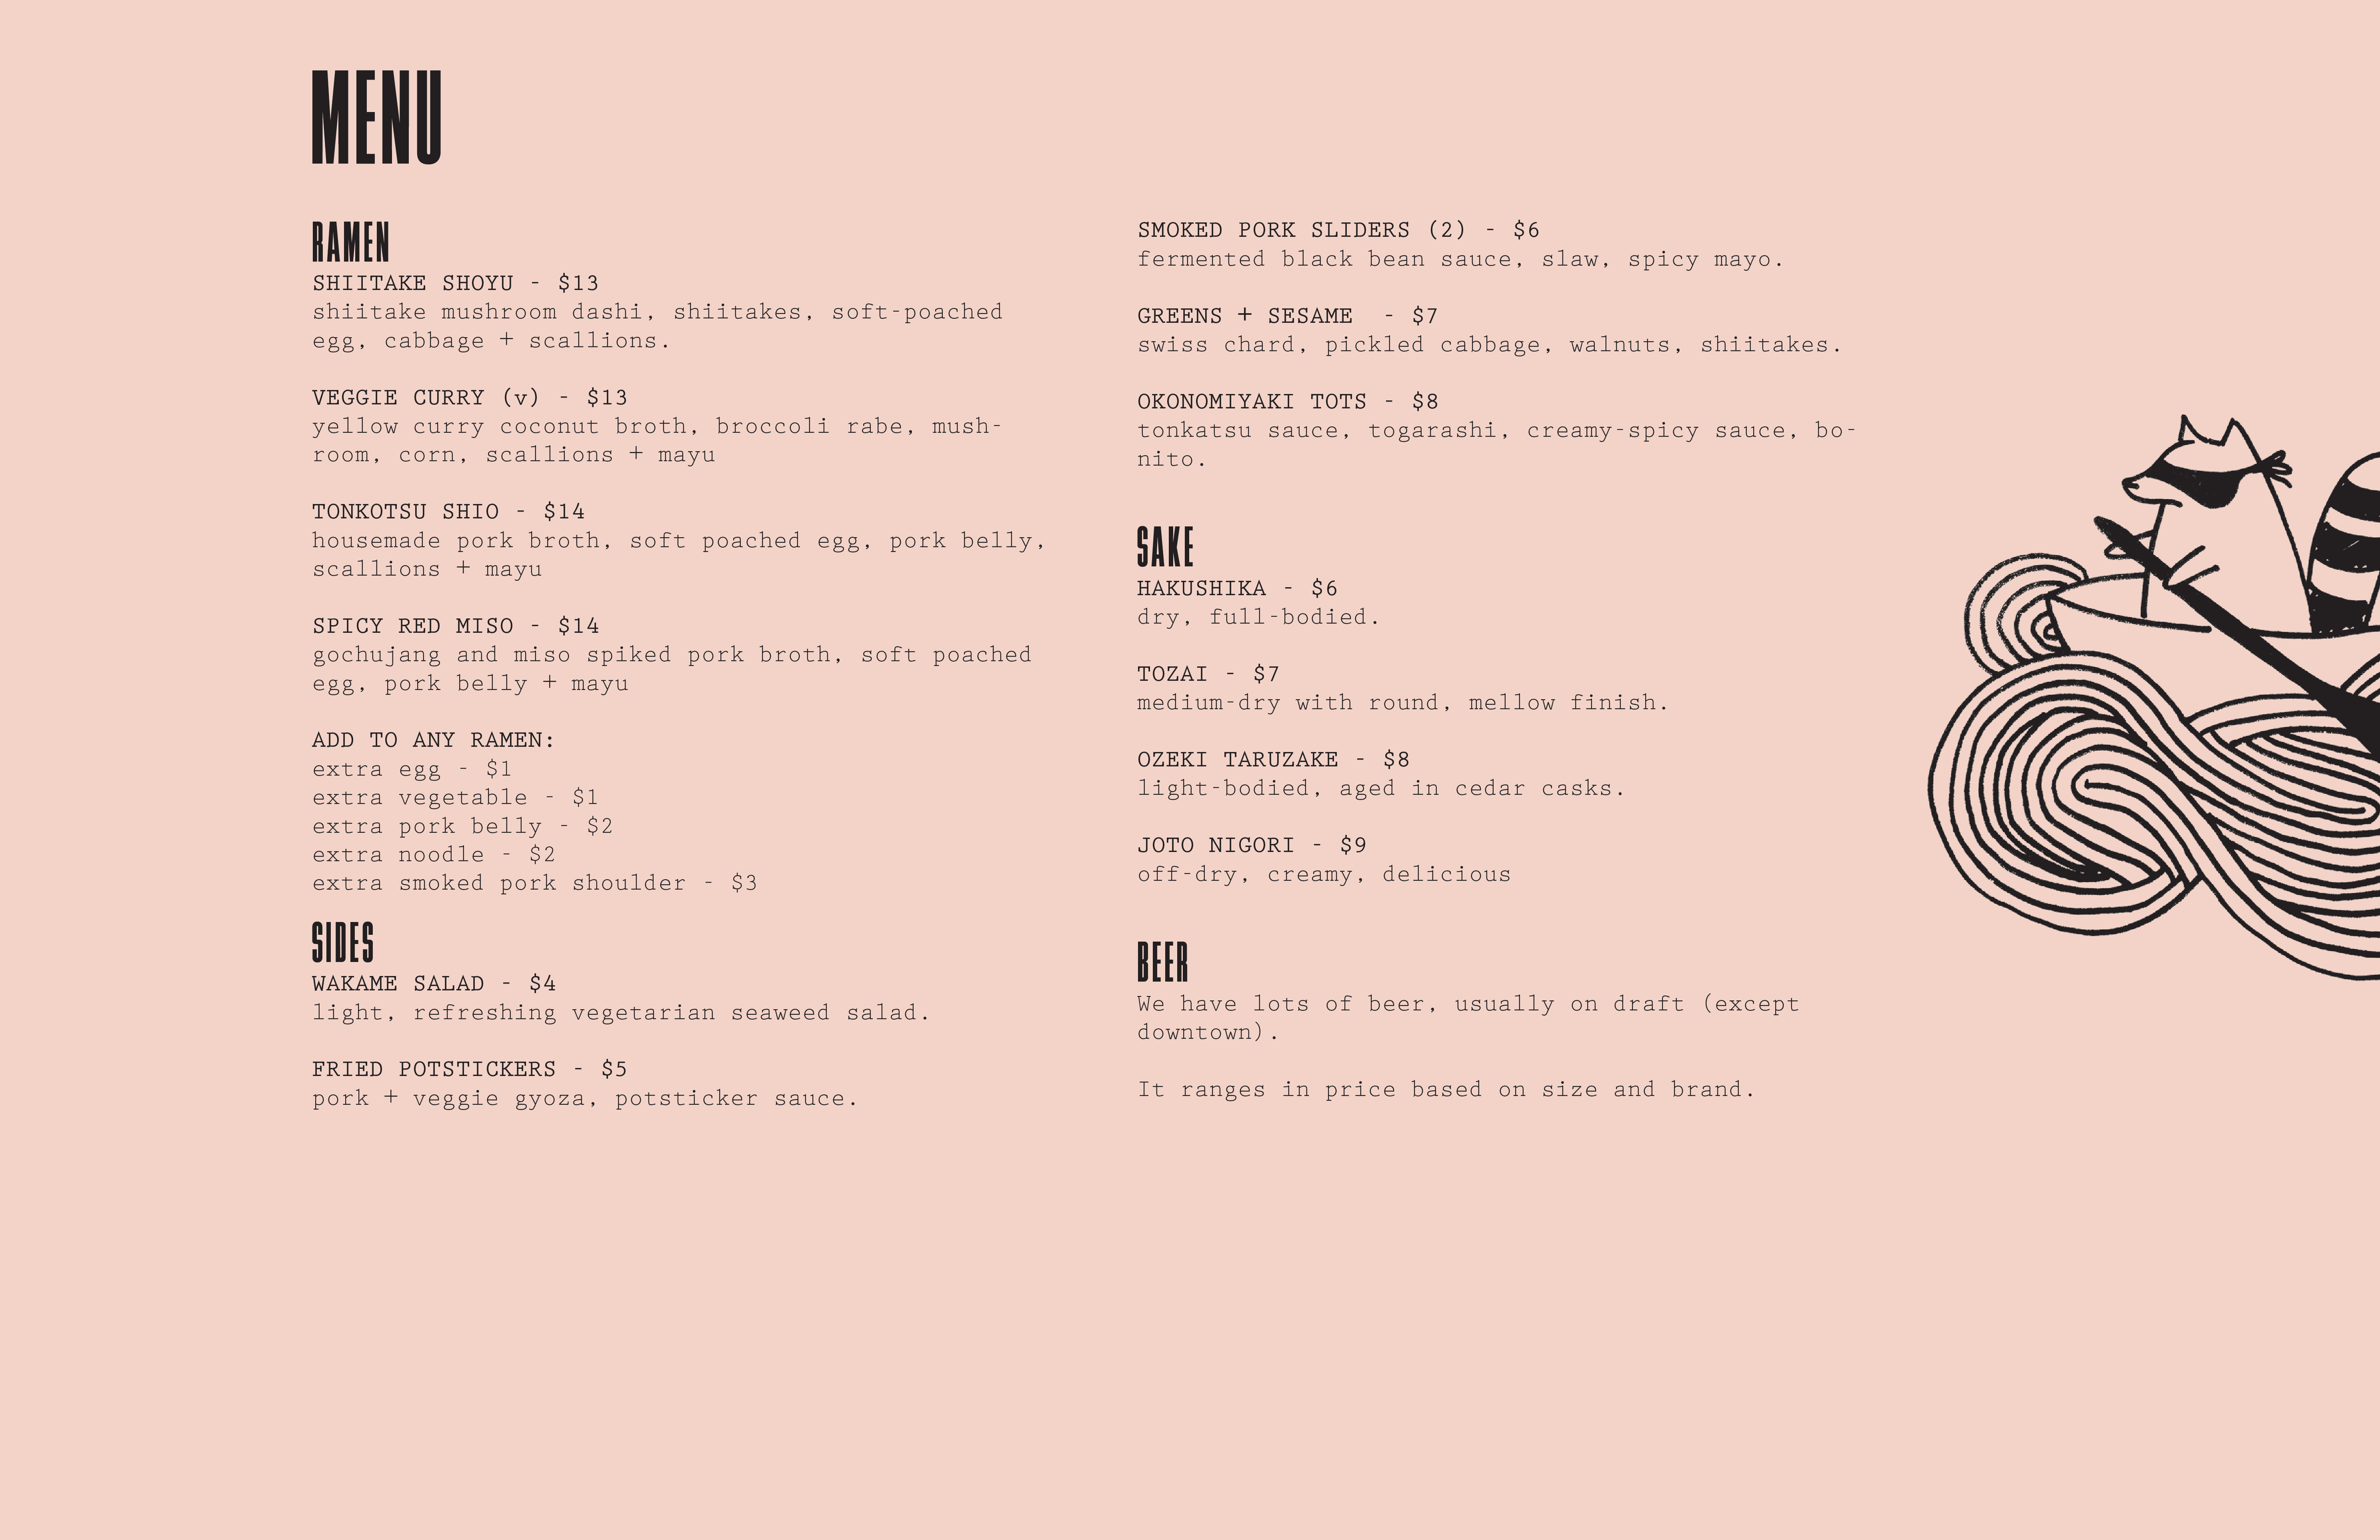 MENU
RAMEN
SHIITAKE SHOYU - $13
shiitake mushroom dashi, shiitakes, soft-poached
egg, cabbage + scallions.
VEGGIE CURRY (v) - $13
yellow curry coconut broth, broccoli rabe, mush-
room, corn, scallions + mayu
TONKOTSU SHIO - $14
housemade pork broth, soft poached egg, pork belly,
scallions + mayu
SPICY RED MISO - $14
gochujang and miso spiked pork broth, soft poached
egg, pork belly + mayu
ADD TO ANY RAMEN:
extra egg - $1
extra vegetable - $1
extra pork belly - $2
extra noodle - $2
extra smoked pork shoulder - $3
SIDES
WAKAME SALAD - $4
light, refreshing vegetarian seaweed salad.
FRIED POTSTICKERS - $5
pork + veggie gyoza, potsticker sauce.
SMOKED PORK SLIDERS (2) - $6
fermented black bean sauce, slaw, spicy mayo.
GREENS + SESAME  - $7
swiss chard, pickled cabbage, walnuts, shiitakes.
OKONOMIYAKI TOTS - $8
tonkatsu sauce, togarashi, creamy-spicy sauce, bo-
nito.
SAKE
HAKUSHIKA - $6
dry, full-bodied.
TOZAI - $7
medium-dry with round, mellow finish.
OZEKI TARUZAKE - $8
light-bodied, aged in cedar casks.
JOTO NIGORI - $9
off-dry, creamy, delicious
BEER
We have lots of beer, usually on draft (except
downtown).
It ranges in price based on size and brand.